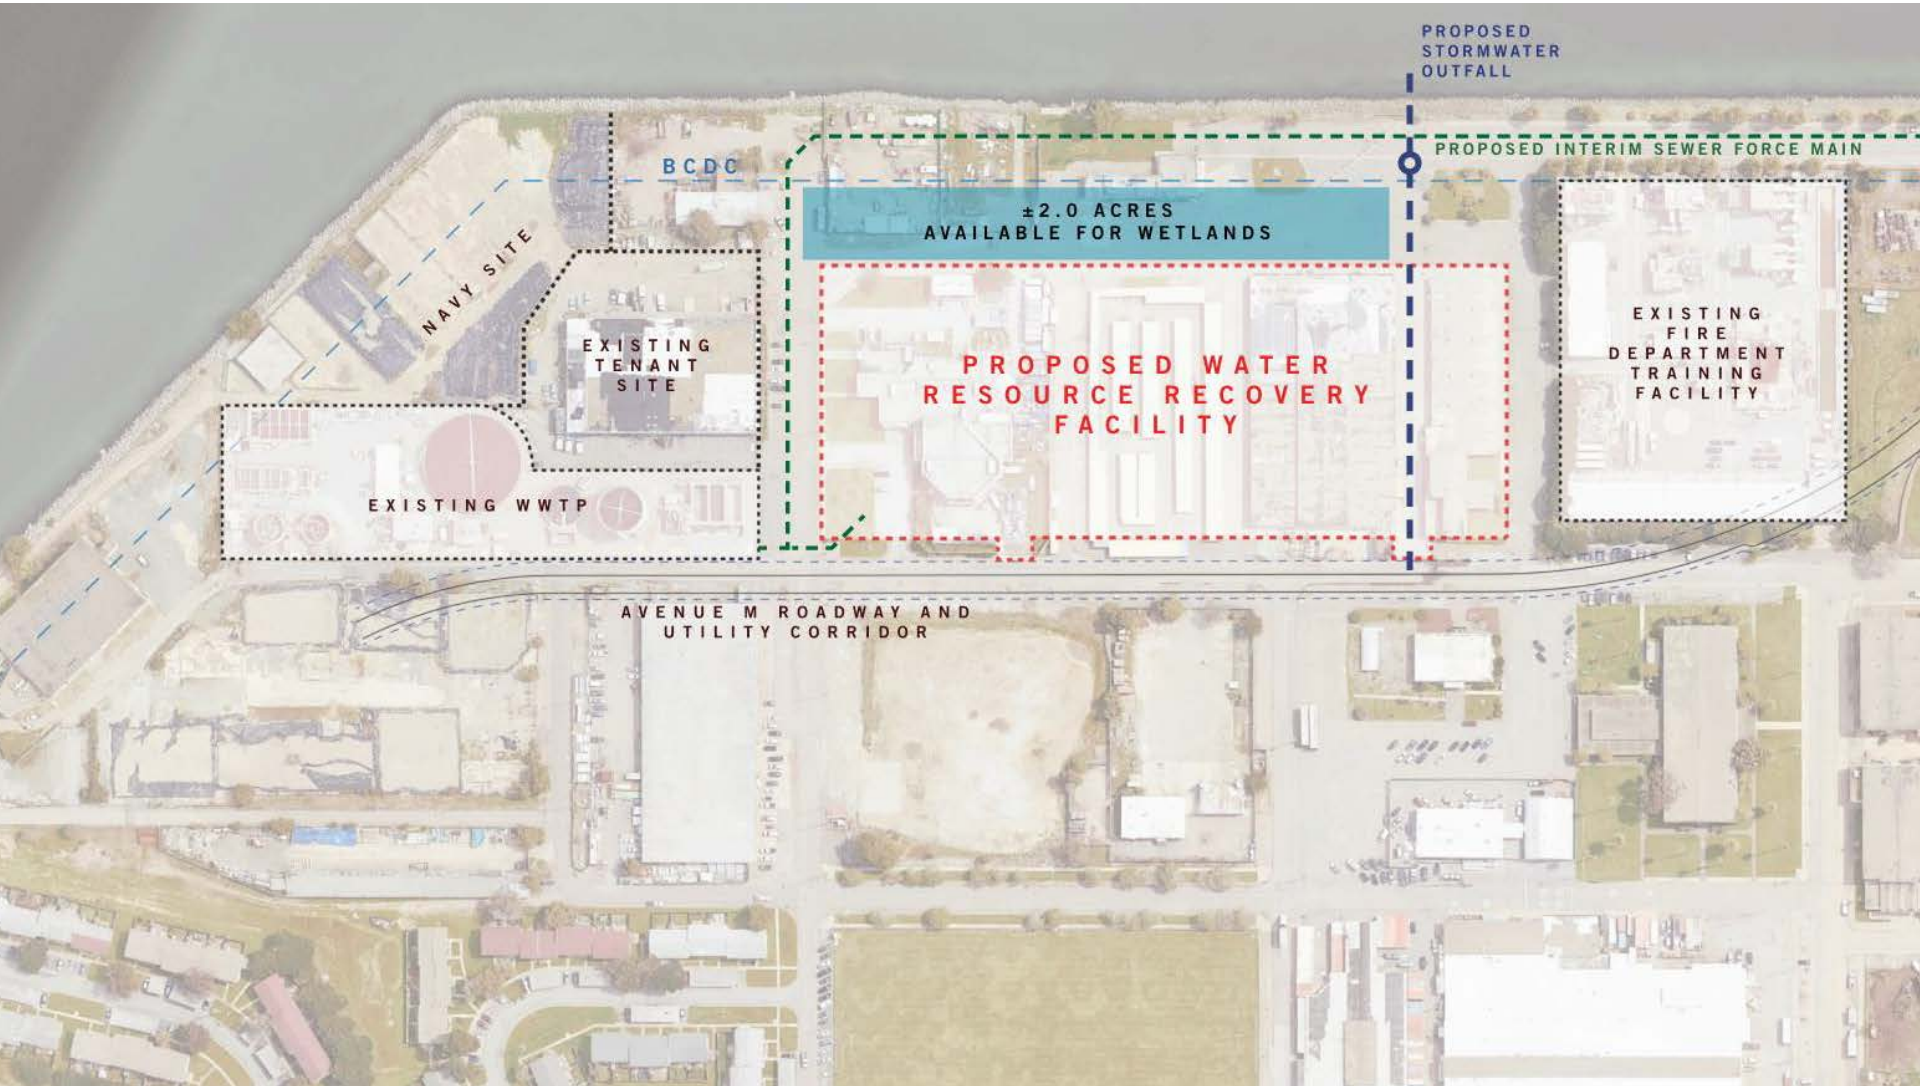 PROPOSED
STORMWATER
OUTFALL
PROPOSED INTERIM SEWER FORCE MAIN
BCDC
±2.0 ACRES
AVAILABLE FOR WETLANDS
NAVY SITE
EXISTING
TENANT
SITE
PROPOSED WATER
RESOURCE RECOVERY
FACILITY
EXISTING
FIRE
DEPARTMENT
TRAINING
FACILITY
EXISTING WWTP
AVENUE M ROADWAY AND
UTILITY CORRIDOR